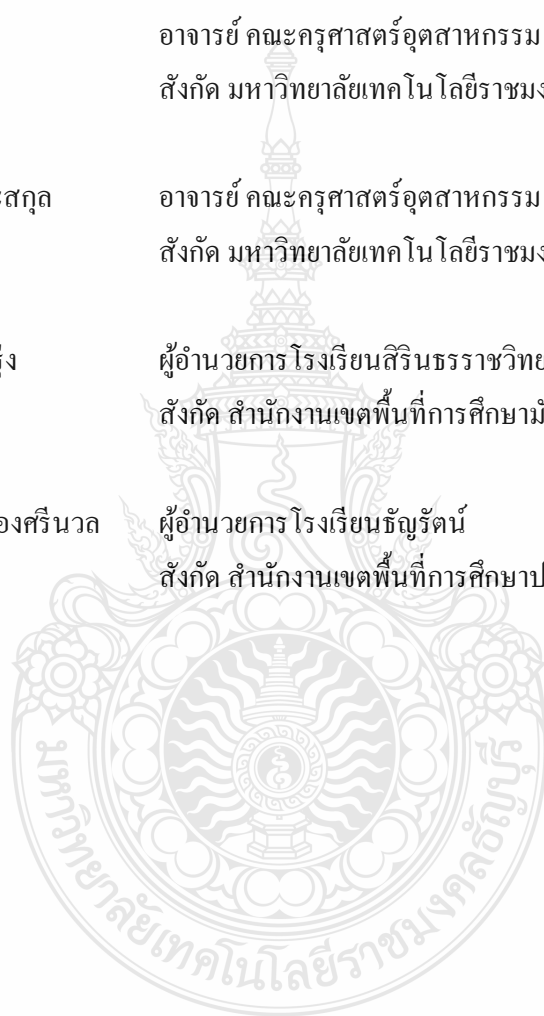 อาจารย์ คณะครุศาสตร์อุตสาหกรรม
สังกัด มหาวิทยาลัยเทคโนโลยีราชมง
ะสกุล อาจารย์ คณะครุศาสตร์อุตสาหกรรม
สังกัด มหาวิทยาลัยเทคโนโลยีราชมง
ผู้อำนวยการโรงเรียนสิรินธรราชวิทย
สังกัด สำนักงานเขตพื้นที่การศึกษามั
องศรีนวล ผู้อำนวยการโรงเรียนธัญรัตน์
สังกัด สำนักงานเขตพื้นที่การศึกษาป
มหาวิทยาลัยเทคโนโลยีราชมงคลธัญบุรี